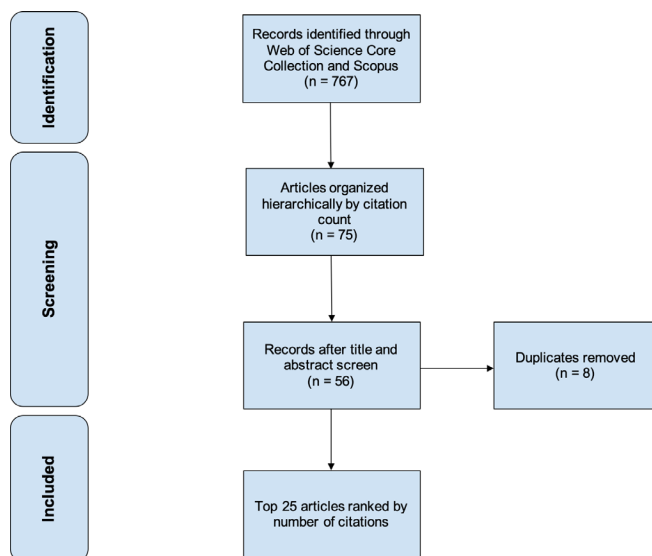 Identification
Records identified through
Web of Science Core
Collection and Scopus
(n = 767)
Screening
Articles organized
hierarchically by citation
count
(n = 75)
Records after title and
abstract screen
(n = 56)
Duplicates removed
(n = 8)
Included
Top 25 articles ranked by
number of citations